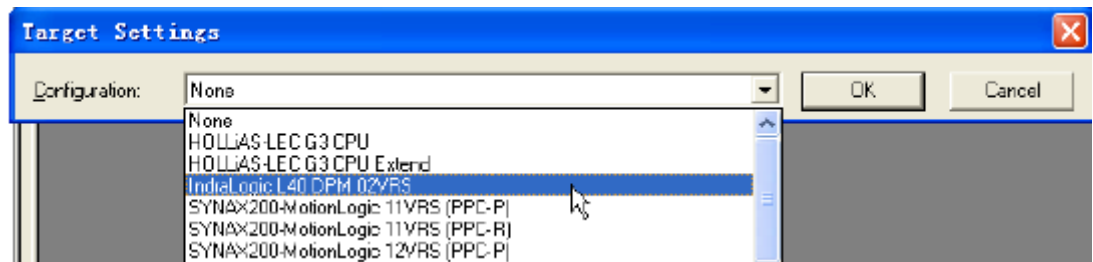 Target Settings
Configuration: None OK Cancel
None
HOLLiAS-LEC G3 CPU
HOLLiAS-LEC G3 CPU Extend
IndraLogic L40 DPM 02VRS
SYNAX200-MotionLogic 11VRS (PPC-P)
SYNAX200-MotionLogic 11VRS (PPC-R)
SYNAX200-MotionLogic 12VRS (PPC-P)